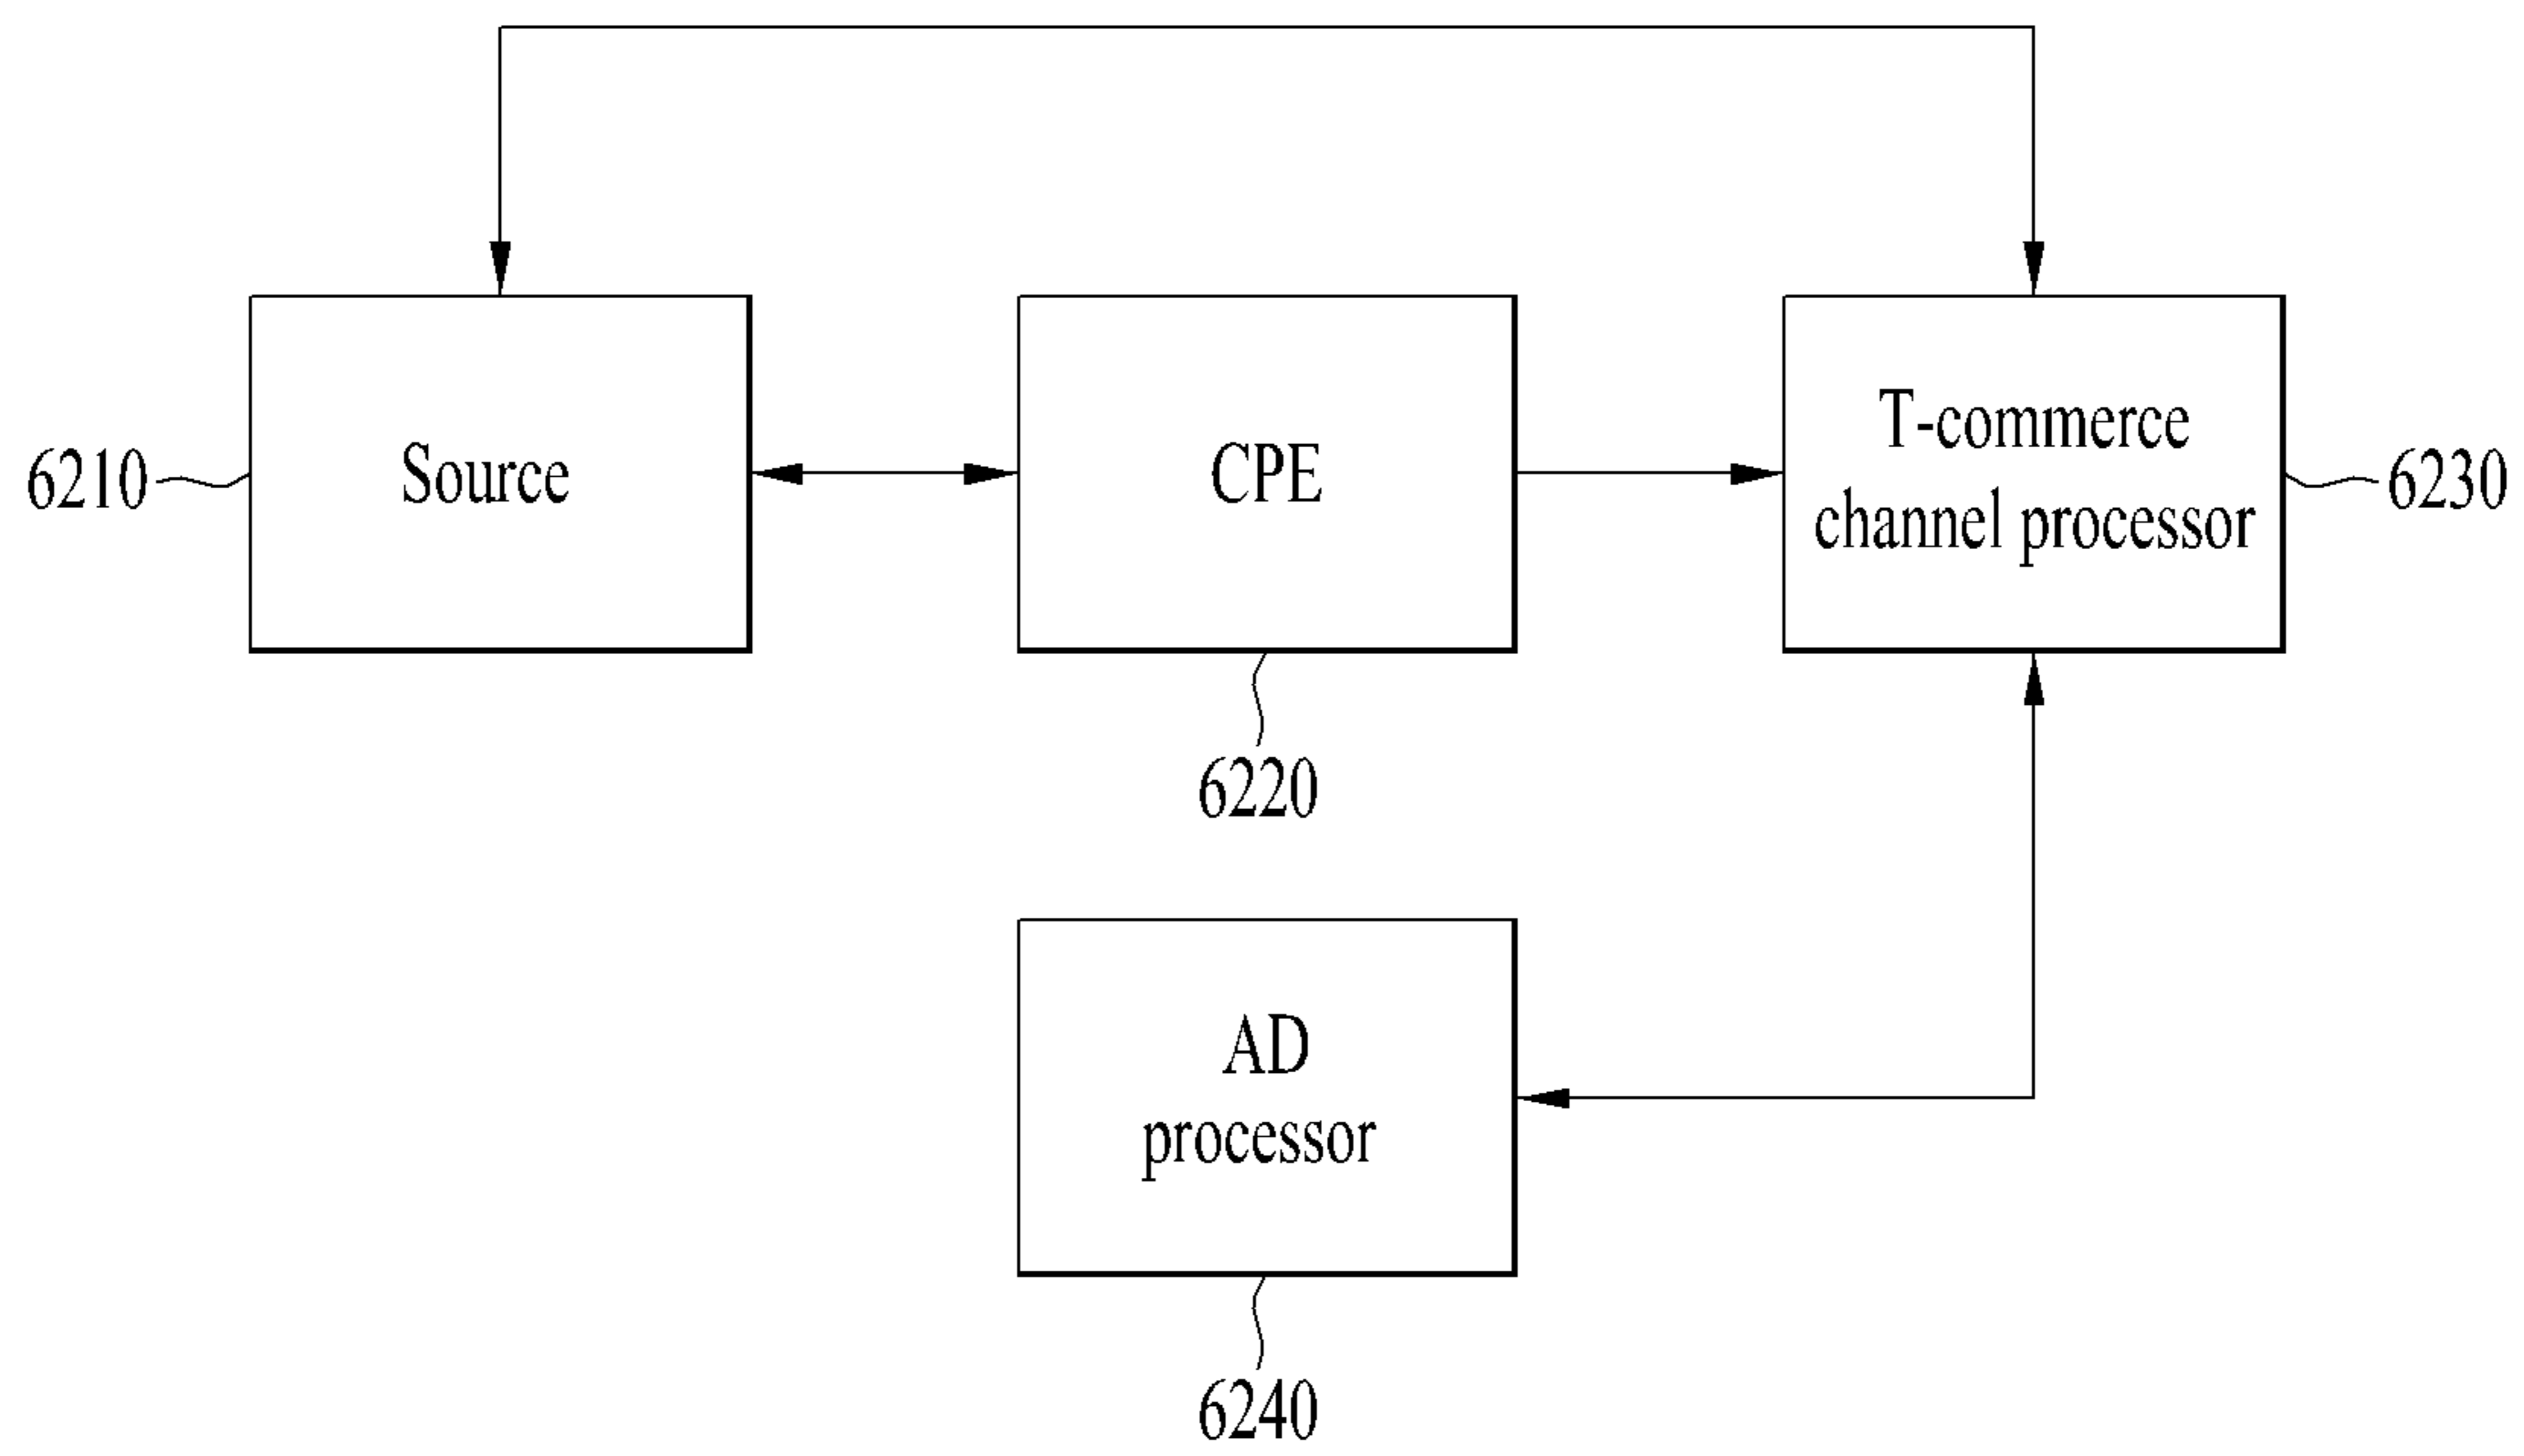 6210
Source
CPE
T-commerce
channel processor
6230
6220
AD
processor
6240